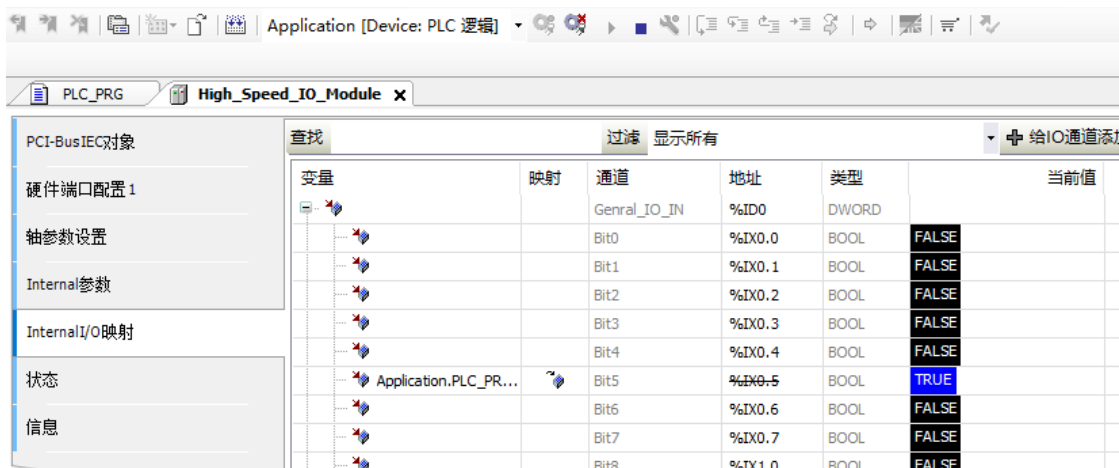 Application [Device: PLC 逻辑]
PLC_PRG High_Speed_IO_Module x
PCI-BusIEC对象
硬件端口配置1
轴参数设置
Internal参数
InternalI/O映射
状态
信息
查找 过滤 显示所有 给IO通道添加
变量 映射 通道 地址 类型 当前值
Genral_IO_IN %ID0 DWORD
Bit0 %IX0.0 BOOL FALSE
Bit1 %IX0.1 BOOL FALSE
Bit2 %IX0.2 BOOL FALSE
Bit3 %IX0.3 BOOL FALSE
Bit4 %IX0.4 BOOL FALSE
Application.PLC_PR... Bit5 %IX0.5 BOOL TRUE
Bit6 %IX0.6 BOOL FALSE
Bit7 %IX0.7 BOOL FALSE
Bit8 %IX1.0 BOOL FALSE